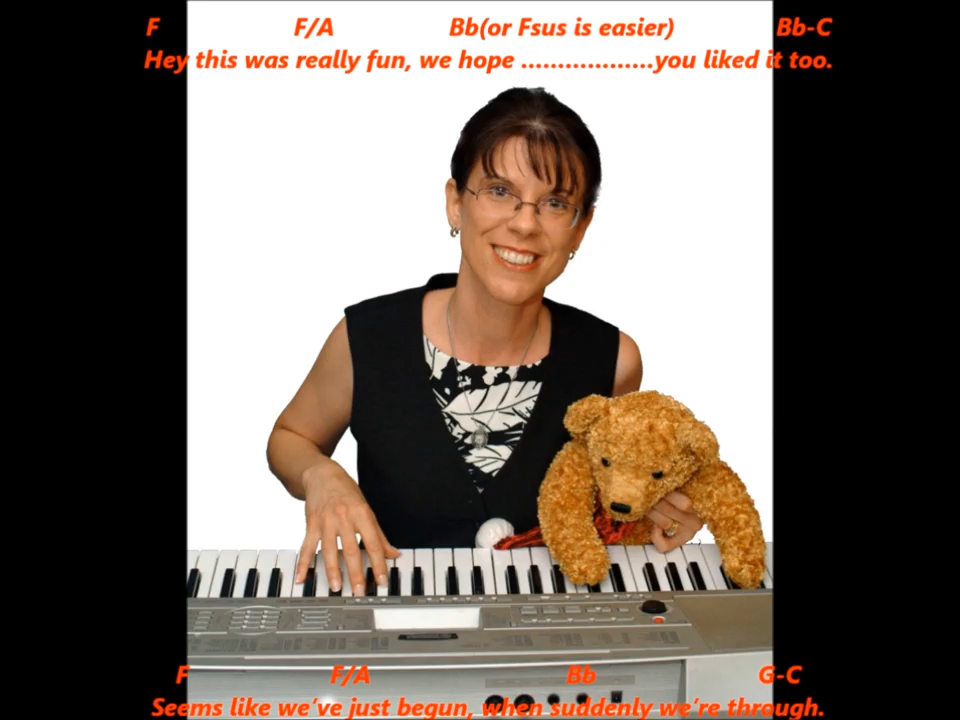 F F/A Bb(or Fsus is easier) Bb-C
Hey this was really fun, we hope ..................you liked it too.
F F/A Bb G-C
Seems like we've just begun, when suddenly we're through.